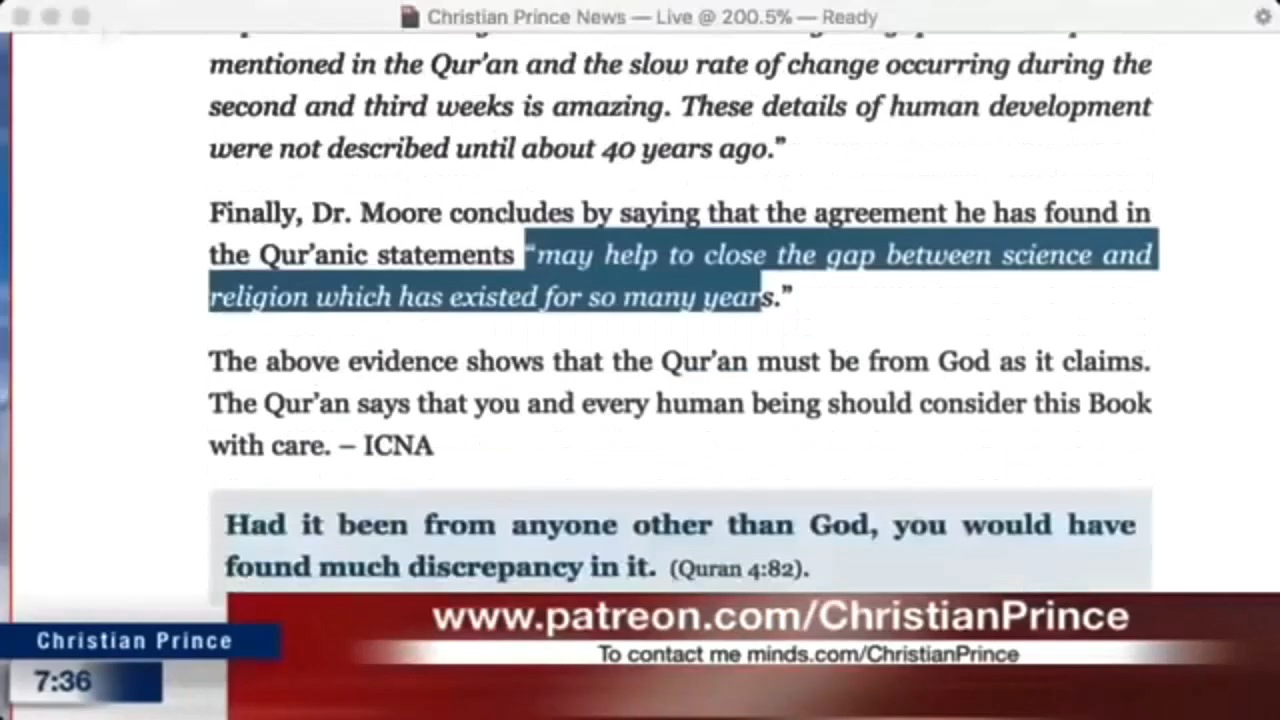 Christian Prince News — Live @ 200.5% — Ready
mentioned in the Qur’an and the slow rate of change occurring during the
second and third weeks is amazing. These details of human development
were not described until about 40 years ago.”
Finally, Dr. Moore concludes by saying that the agreement he has found in
the Qur’anic statements “may help to close the gap between science and
religion which has existed for so many years.”
The above evidence shows that the Qur’an must be from God as it claims.
The Qur’an says that you and every human being should consider this Book
with care. – ICNA
Had it been from anyone other than God, you would have
found much discrepancy in it. (Quran 4:82).
www.patreon.com/ChristianPrince
Christian Prince
To contact me minds.com/ChristianPrince
7:36